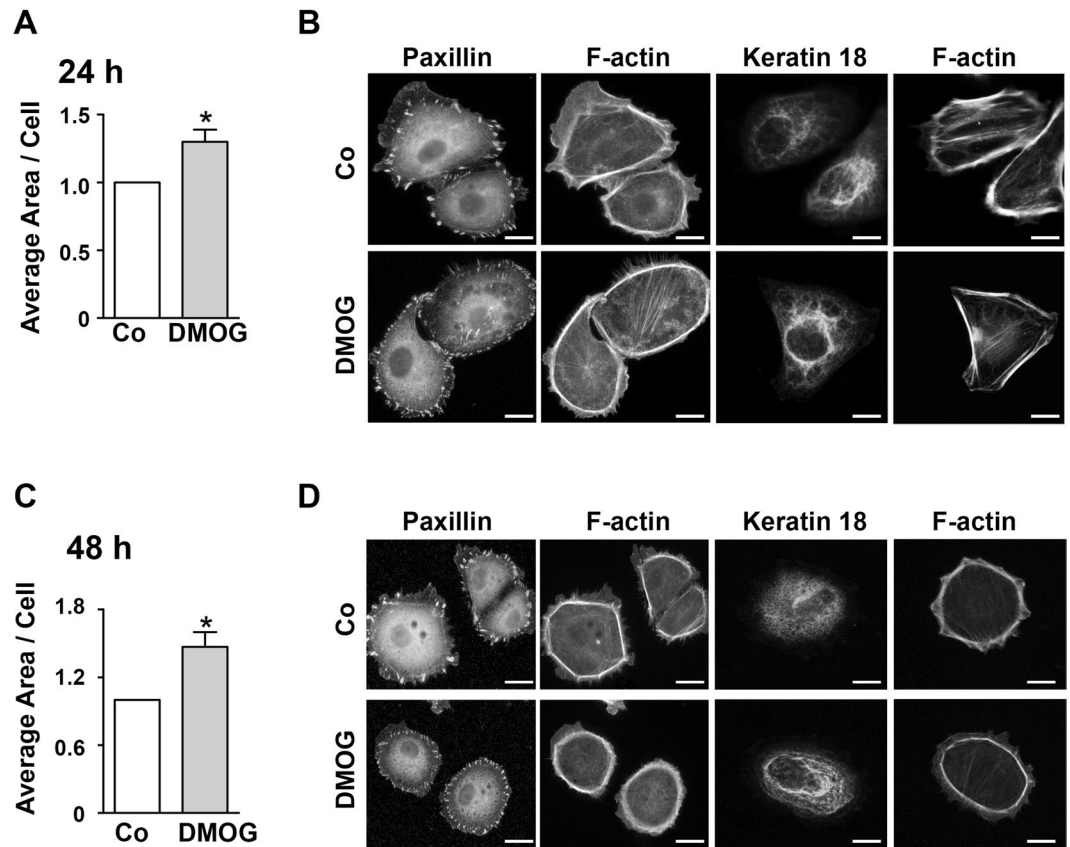 A
24 h
Average Area / Cell
1.5
1.0
0.5
0
*
Co DMOG
B
Paxillin F-actin Keratin 18 F-actin
Co
DMOG
C
48 h
Average Area / Cell
1.8
1.2
0.6
0
*
Co DMOG
D
Paxillin F-actin Keratin 18 F-actin
Co
DMOG